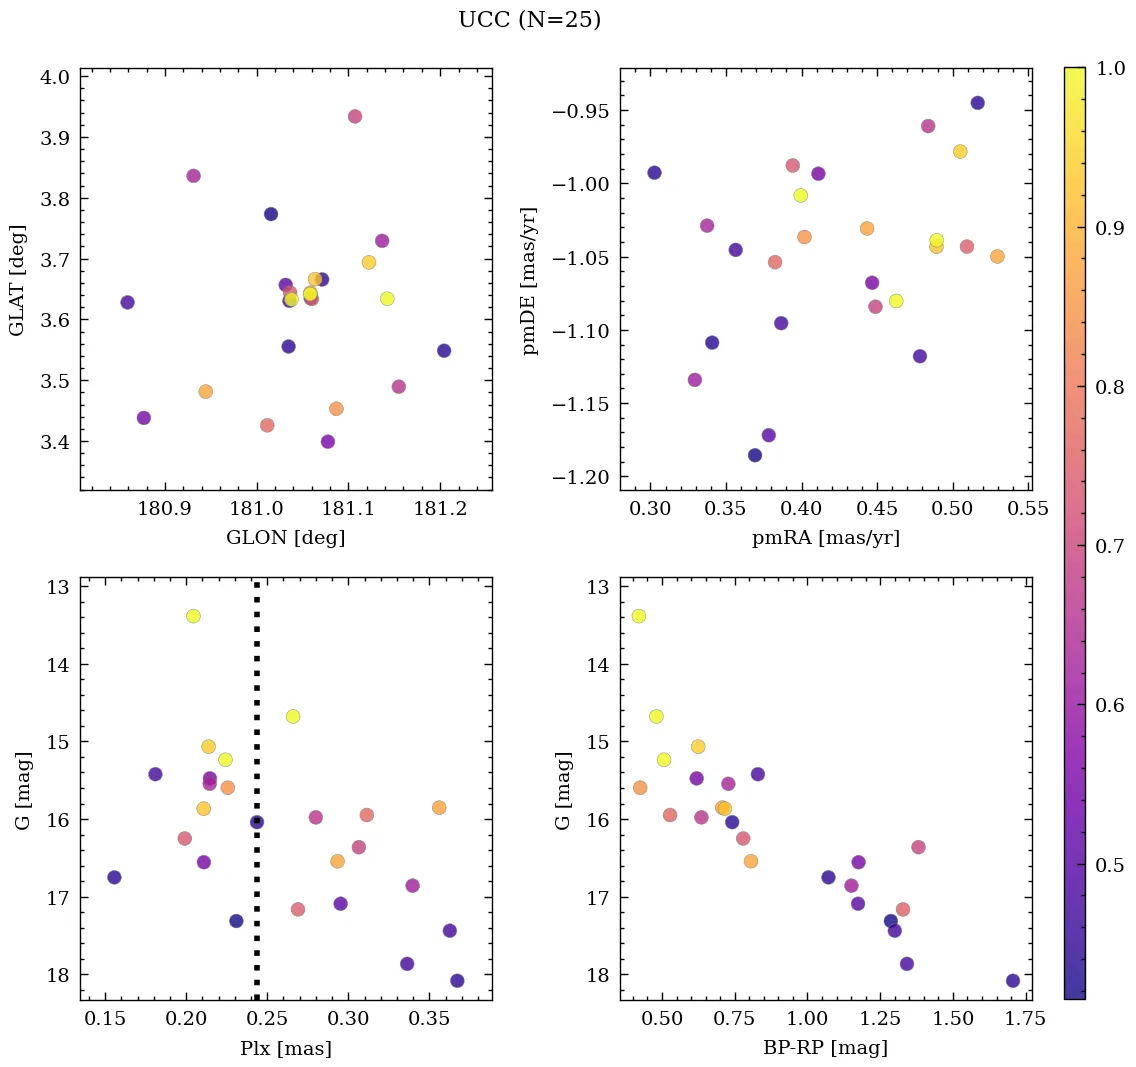 UCC (N=25)
4.0
3.9
3.8
3.7
3.6
3.5
3.4
GLAT [deg]
180.9 181.0 181.1 181.2
GLON [deg]
−0.95
−1.00
−1.05
−1.10
−1.15
−1.20
pmDE [mas/yr]
0.30 0.35 0.40 0.45 0.50 0.55
pmRA [mas/yr]
13
14
15
16
17
18
G [mag]
0.15 0.20 0.25 0.30 0.35
Plx [mas]
13
14
15
16
17
18
G [mag]
0.50 0.75 1.00 1.25 1.50 1.75
BP-RP [mag]
1.0
0.9
0.8
0.7
0.6
0.5